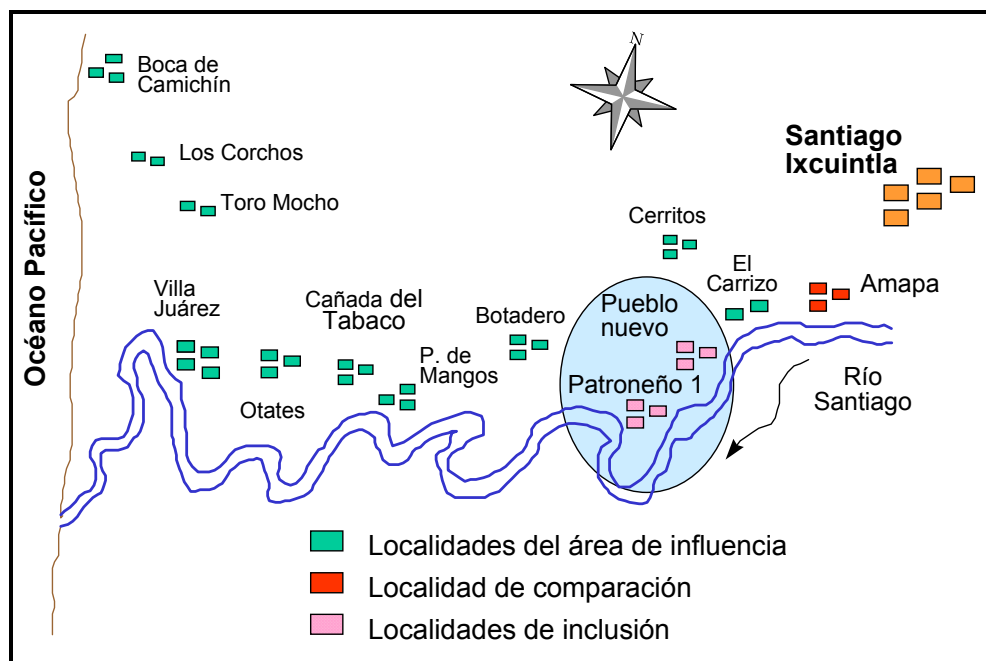 N
Boca de
Camichín
Santiago
Ixcuintla
Los Corchos
Toro Mocho
Cerritos
Océano Pacífico
El
Carrizo
Amapa
Villa
Juárez
Cañada del
Tabaco
Botadero
Pueblo
nuevo
P. de
Mangos
Patroneño 1
Río
Santiago
Otates
Localidades del área de influencia
Localidad de comparación
Localidades de inclusión